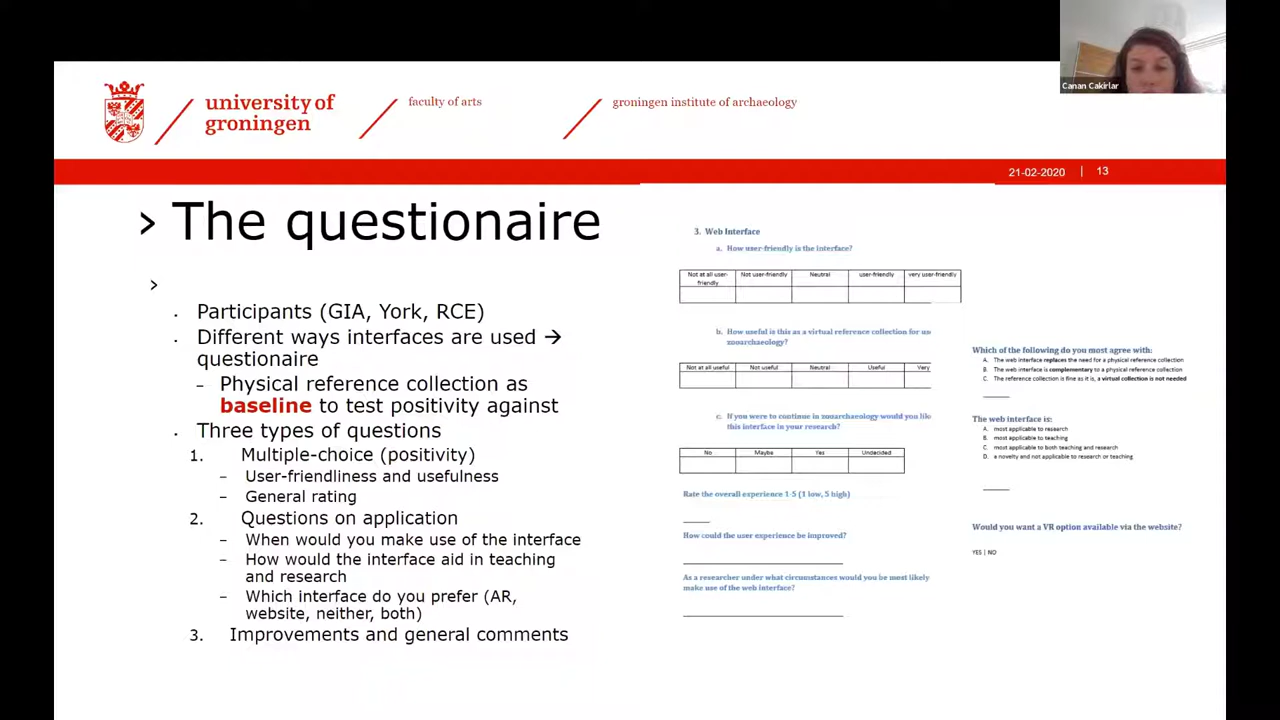 Canan Cakirlar
university of
groningen
faculty of arts
groningen institute of archaeology
21-02-2020 | 13
› The questionaire
›
Participants (GIA, York, RCE)
Different ways interfaces are used →
questionaire
– Physical reference collection as
baseline to test positivity against
Three types of questions
1. Multiple-choice (positivity)
– User-friendliness and usefulness
– General rating
2. Questions on application
– When would you make use of the interface
– How would the interface aid in teaching
and research
– Which interface do you prefer (AR,
website, neither, both)
3. Improvements and general comments
3. Web Interface
a. How user-friendly is the interface?
Not at all user-friendly Not user-friendly Neutral user-friendly very user-friendly
b. How useful is this as a virtual reference collection for us
zooarchaeology?
Not at all useful Not useful Neutral Useful Very
c. If you were to continue in zooarchaeology would you lik
this interface in your research?
No Maybe Yes Undecided
Rate the overall experience 1-5 (1 low, 5 high)
How could the user experience be improved?
As a researcher under what circumstances would you be most likely
make use of the web interface?
Which of the following do you most agree with:
A. The web interface replaces the need for a physical reference collection
B. The web interface is complementary to a physical reference collection
C. The reference collection is fine as it is, a virtual collection is not needed
The web interface is:
A. most applicable to research
B. most applicable to teaching
C. most applicable to both teaching and research
D. a novelty and not applicable to research or teaching
Would you want a VR option available via the website?
YES | NO